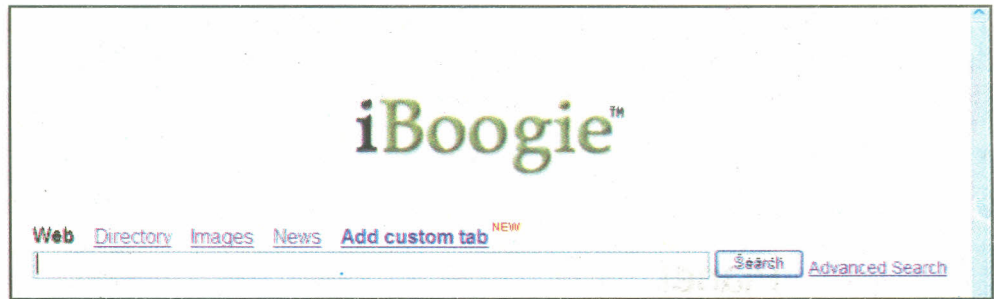 iBoogie™
Web Directory Images News Add custom tab NEW
Search Advanced Search